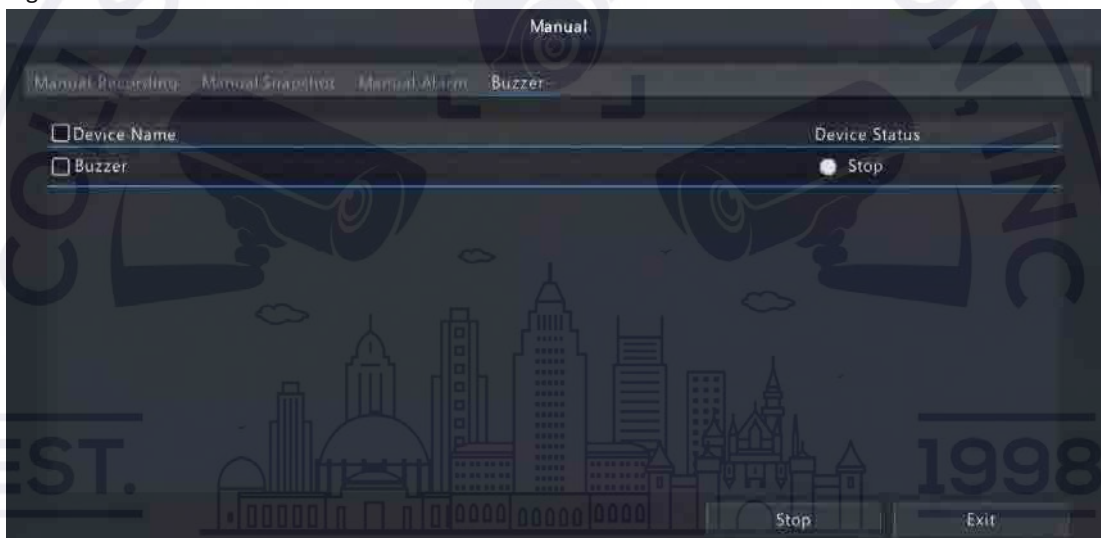 Manual
Manual Recording Manual Snapshot Manual Alarm Buzzer
Device Name Device Status
Buzzer Stop
EST. 1998
Stop Exit